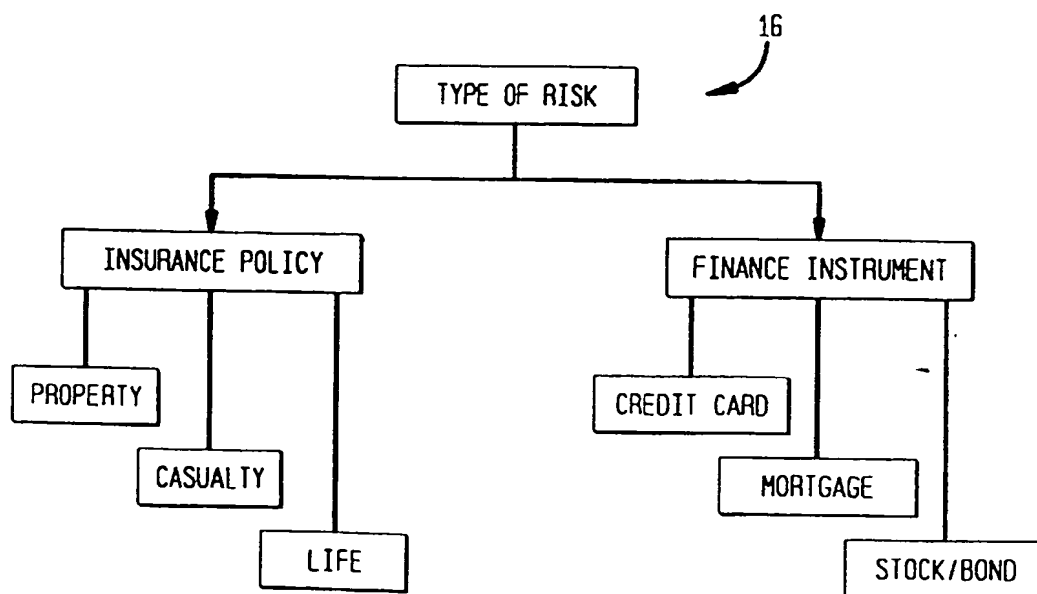 16
TYPE OF RISK
INSURANCE POLICY
FINANCE INSTRUMENT
PROPERTY
CREDIT CARD
CASUALTY
MORTGAGE
LIFE
STOCK/BOND